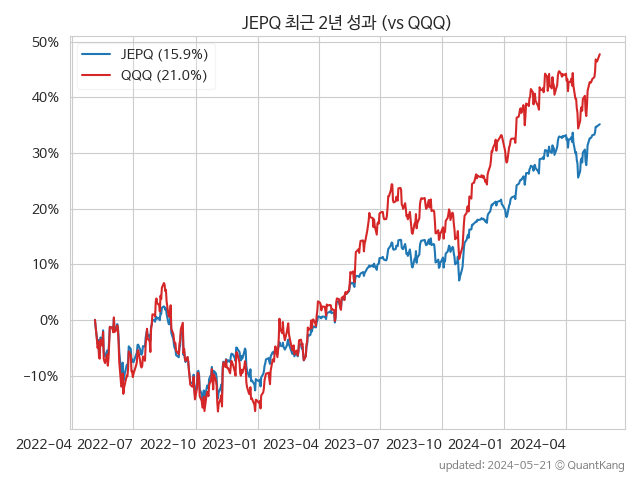 JEPQ 최근 2년 성과 (vs QQQ)
JEPQ (15.9%)
QQQ (21.0%)
50%
40%
30%
20%
10%
0%
−10%
2022-04 2022-07 2022-10 2023-01 2023-04 2023-07 2023-10 2024-01 2024-04
updated: 2024-05-21 @ QuantKang